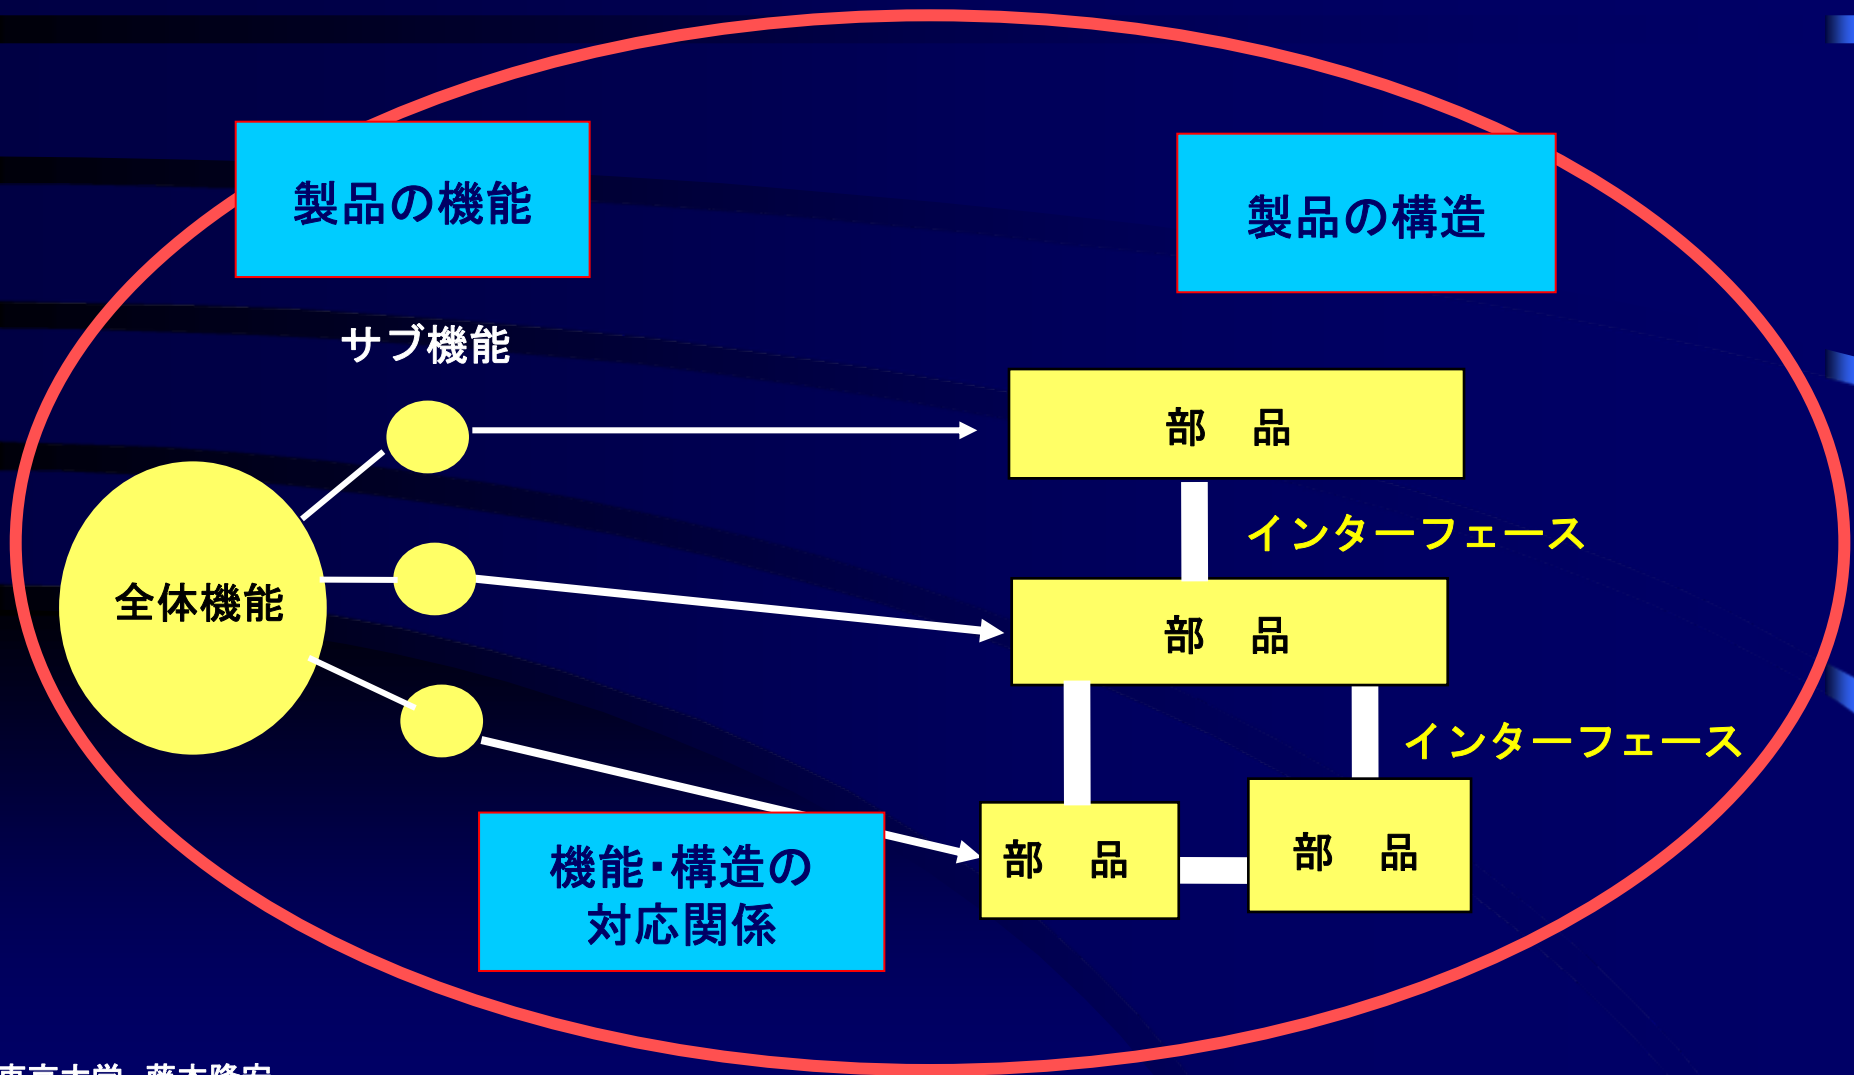 製品の機能
製品の構造
サブ機能
部 品
インターフェース
全体機能
部 品
インターフェース
機能・構造の
対応関係
部 品
部 品